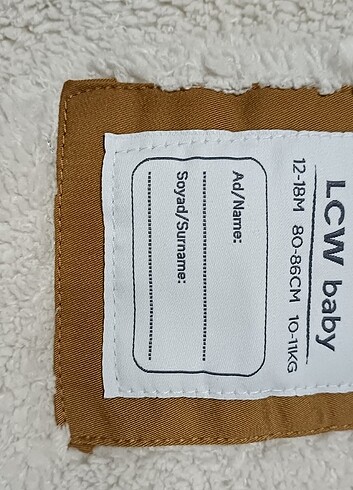 LCW baby
12-18M 80-86CM 10-11KG
Ad/Name:
Soyad/Surname: